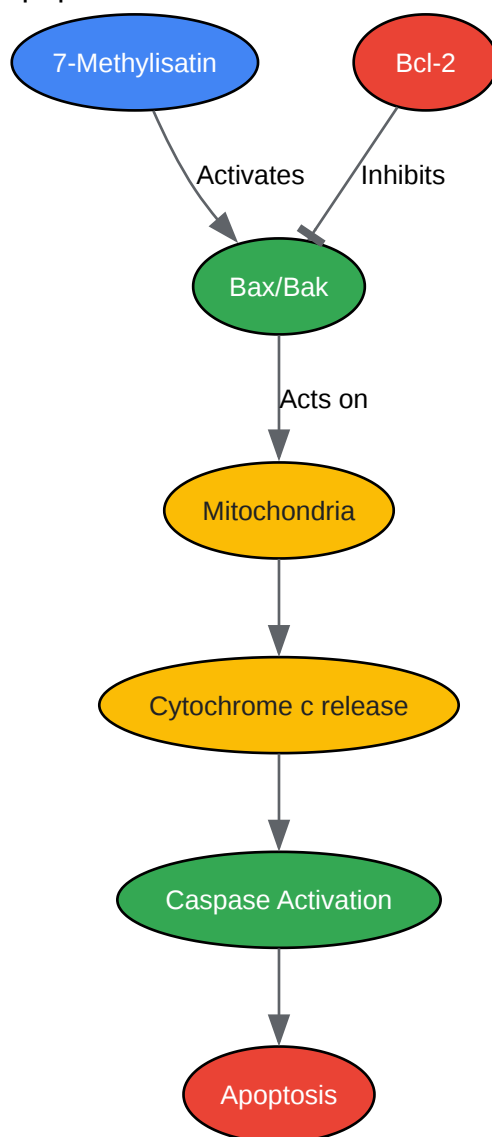 7-Methylisatin
Bcl-2
Activates
Inhibits
Bax/Bak
Acts on
Mitochondria
Cytochrome c release
Caspase Activation
Apoptosis